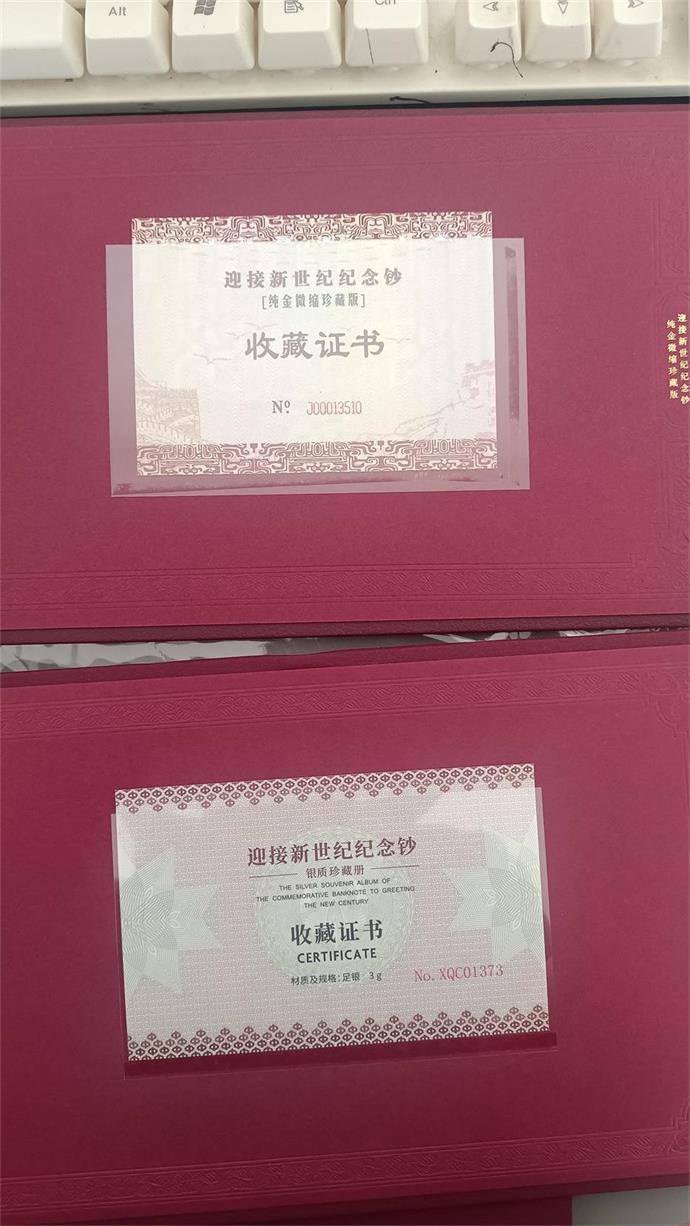 Alt
Ctrl
迎接新世纪纪念钞
[纯金微缩珍藏版]
收藏证书
Nº J00013510
迎接新世纪纪念钞
纯金微缩珍藏版
迎接新世纪纪念钞
银质珍藏册
THE SILVER SOUVENIR ALBUM OF
THE COMMEMORATIVE BANKNOTE TO GREETING
THE NEW CENTURY
收藏证书
CERTIFICATE
材质及规格：足银 3g
No. XQC01373